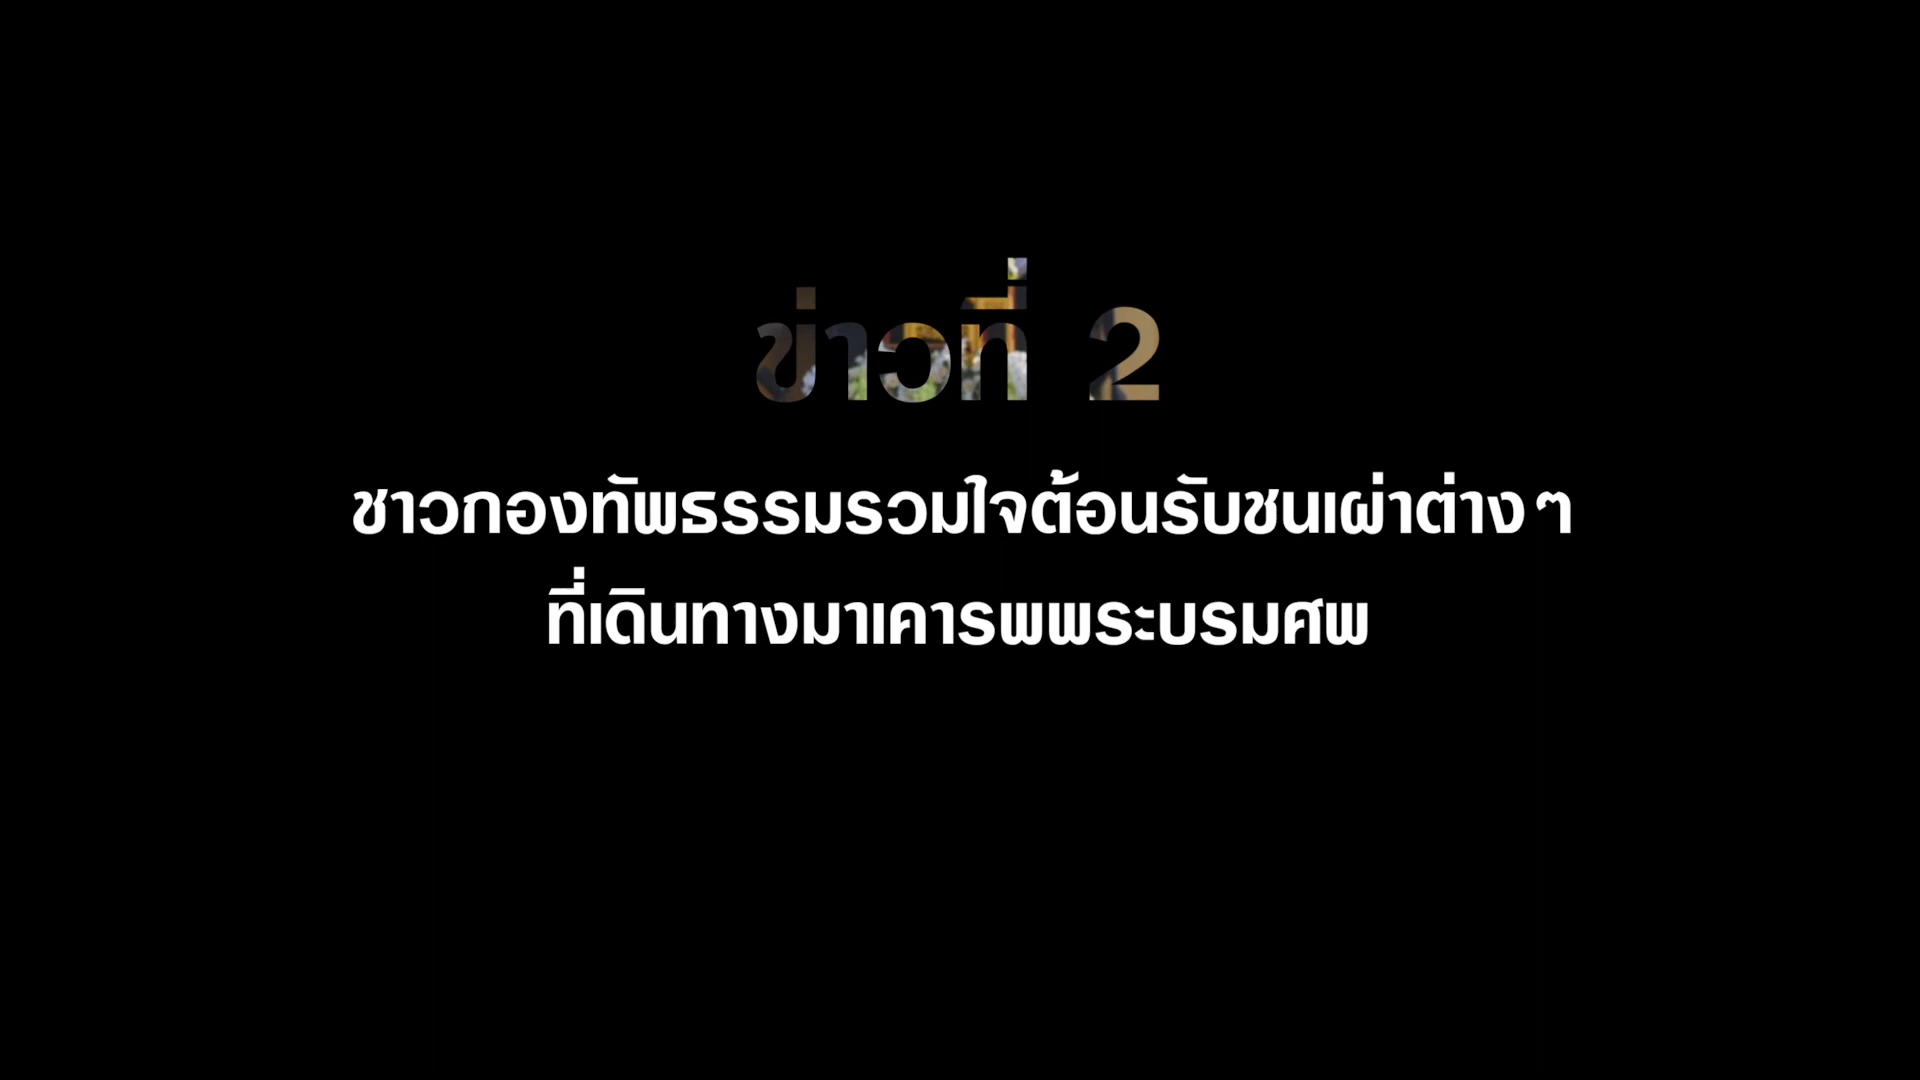 ข่าวที่ 2
ชาวกองทัพธรรมรวมใจต้อนรับชนเผ่าต่างๆ
ที่เดินทางมาเคารพพระบรมศพ